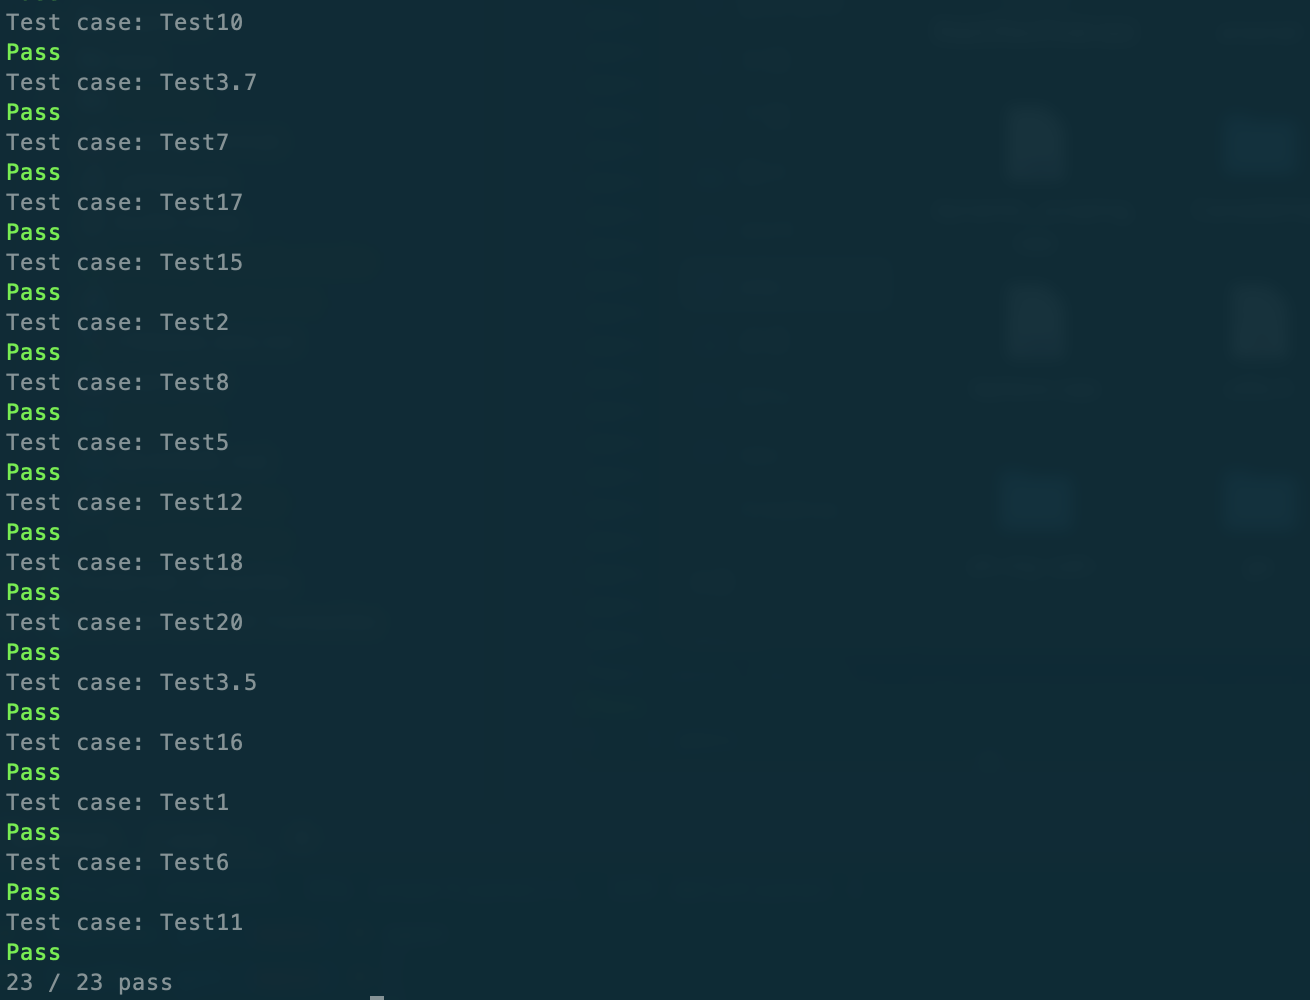 Test case: Test10
Pass
Test case: Test3.7
Pass
Test case: Test7
Pass
Test case: Test17
Pass
Test case: Test15
Pass
Test case: Test2
Pass
Test case: Test8
Pass
Test case: Test5
Pass
Test case: Test12
Pass
Test case: Test18
Pass
Test case: Test20
Pass
Test case: Test3.5
Pass
Test case: Test16
Pass
Test case: Test1
Pass
Test case: Test6
Pass
Test case: Test11
Pass
23 / 23 pass